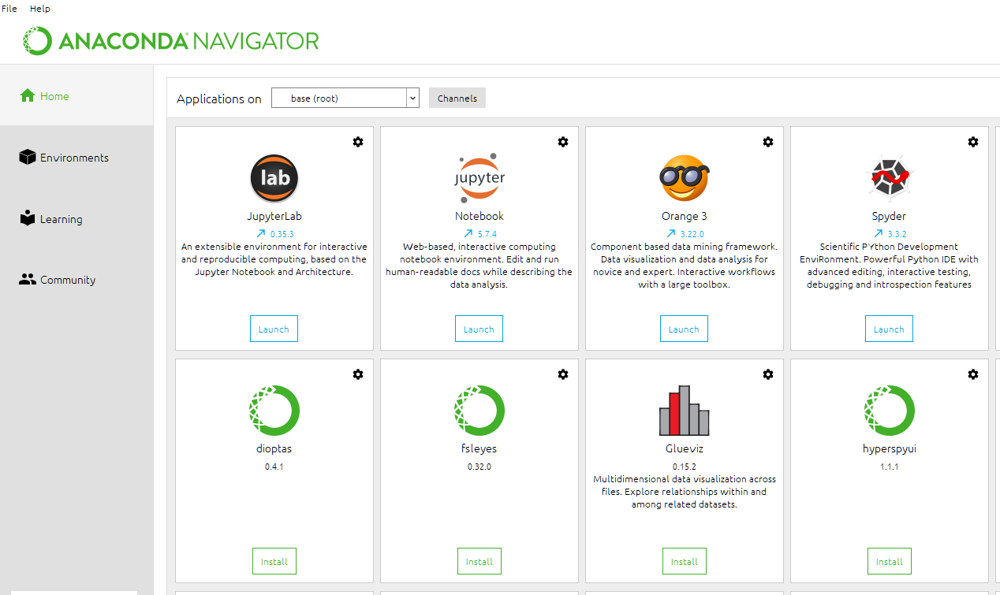 File Help
ANACONDA NAVIGATOR
Home
Environments
Learning
Community
Applications on base (root) Channels
lab
JupyterLab
0.35.3
An extensible environment for interactive
and reproducible computing, based on the
Jupyter Notebook and Architecture.
Launch
jupyter
Notebook
5.7.4
Web-based, interactive computing
notebook environment. Edit and run
human-readable docs while describing the
data analysis.
Launch
Orange 3
3.22.0
Component based data mining framework.
Data visualization and data analysis for
novice and expert. Interactive workflows
with a large toolbox.
Launch
Spyder
3.3.2
Scientific PYthon Development
EnviRonment. Powerful Python IDE with
advanced editing, interactive testing,
debugging and introspection features
Launch
dioptas
0.4.1
Install
fsleyes
0.32.0
Install
Glueviz
0.15.2
Multidimensional data visualization across
files. Explore relationships within and
among related datasets.
Install
hyperspyui
1.1.1
Install